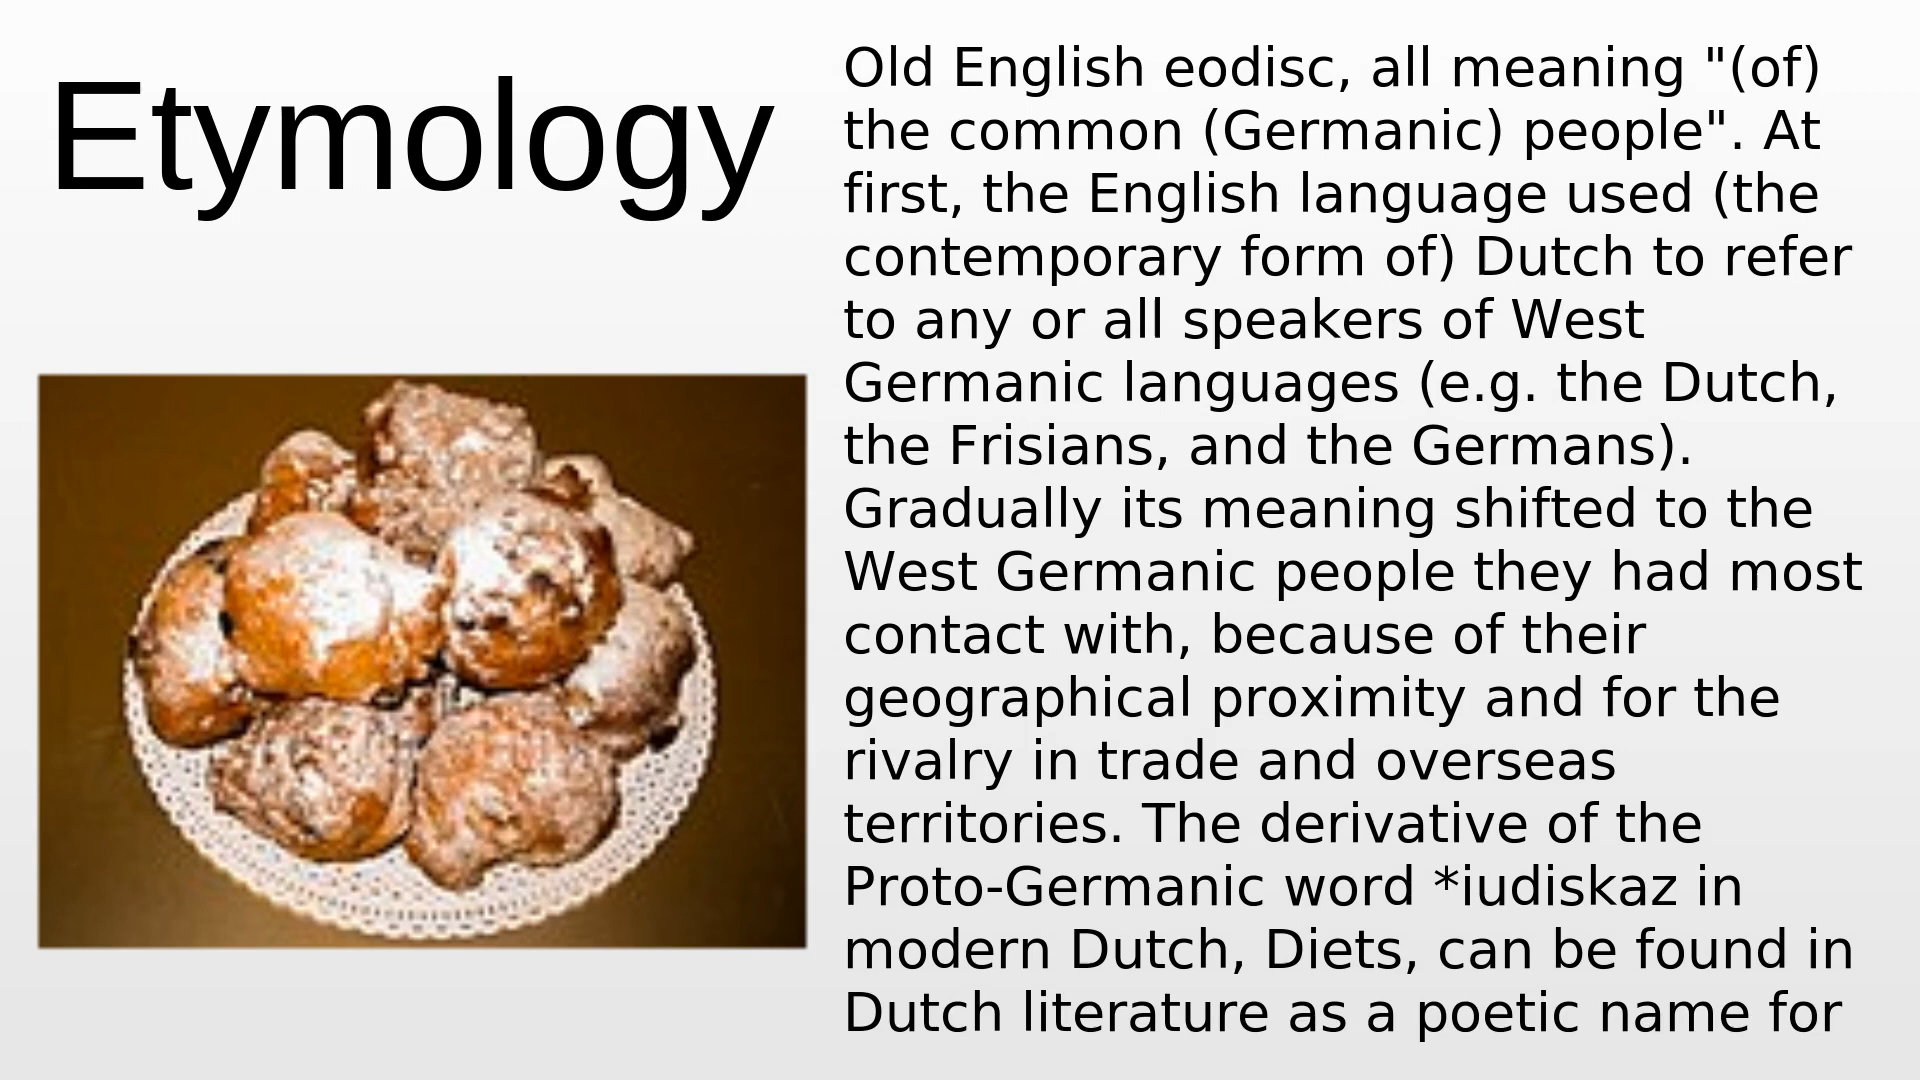 Etymology
Old English eodisc, all meaning "(of)
the common (Germanic) people". At
first, the English language used (the
contemporary form of) Dutch to refer
to any or all speakers of West
Germanic languages (e.g. the Dutch,
the Frisians, and the Germans).
Gradually its meaning shifted to the
West Germanic people they had most
contact with, because of their
geographical proximity and for the
rivalry in trade and overseas
territories. The derivative of the
Proto-Germanic word *iudiskaz in
modern Dutch, Diets, can be found in
Dutch literature as a poetic name for